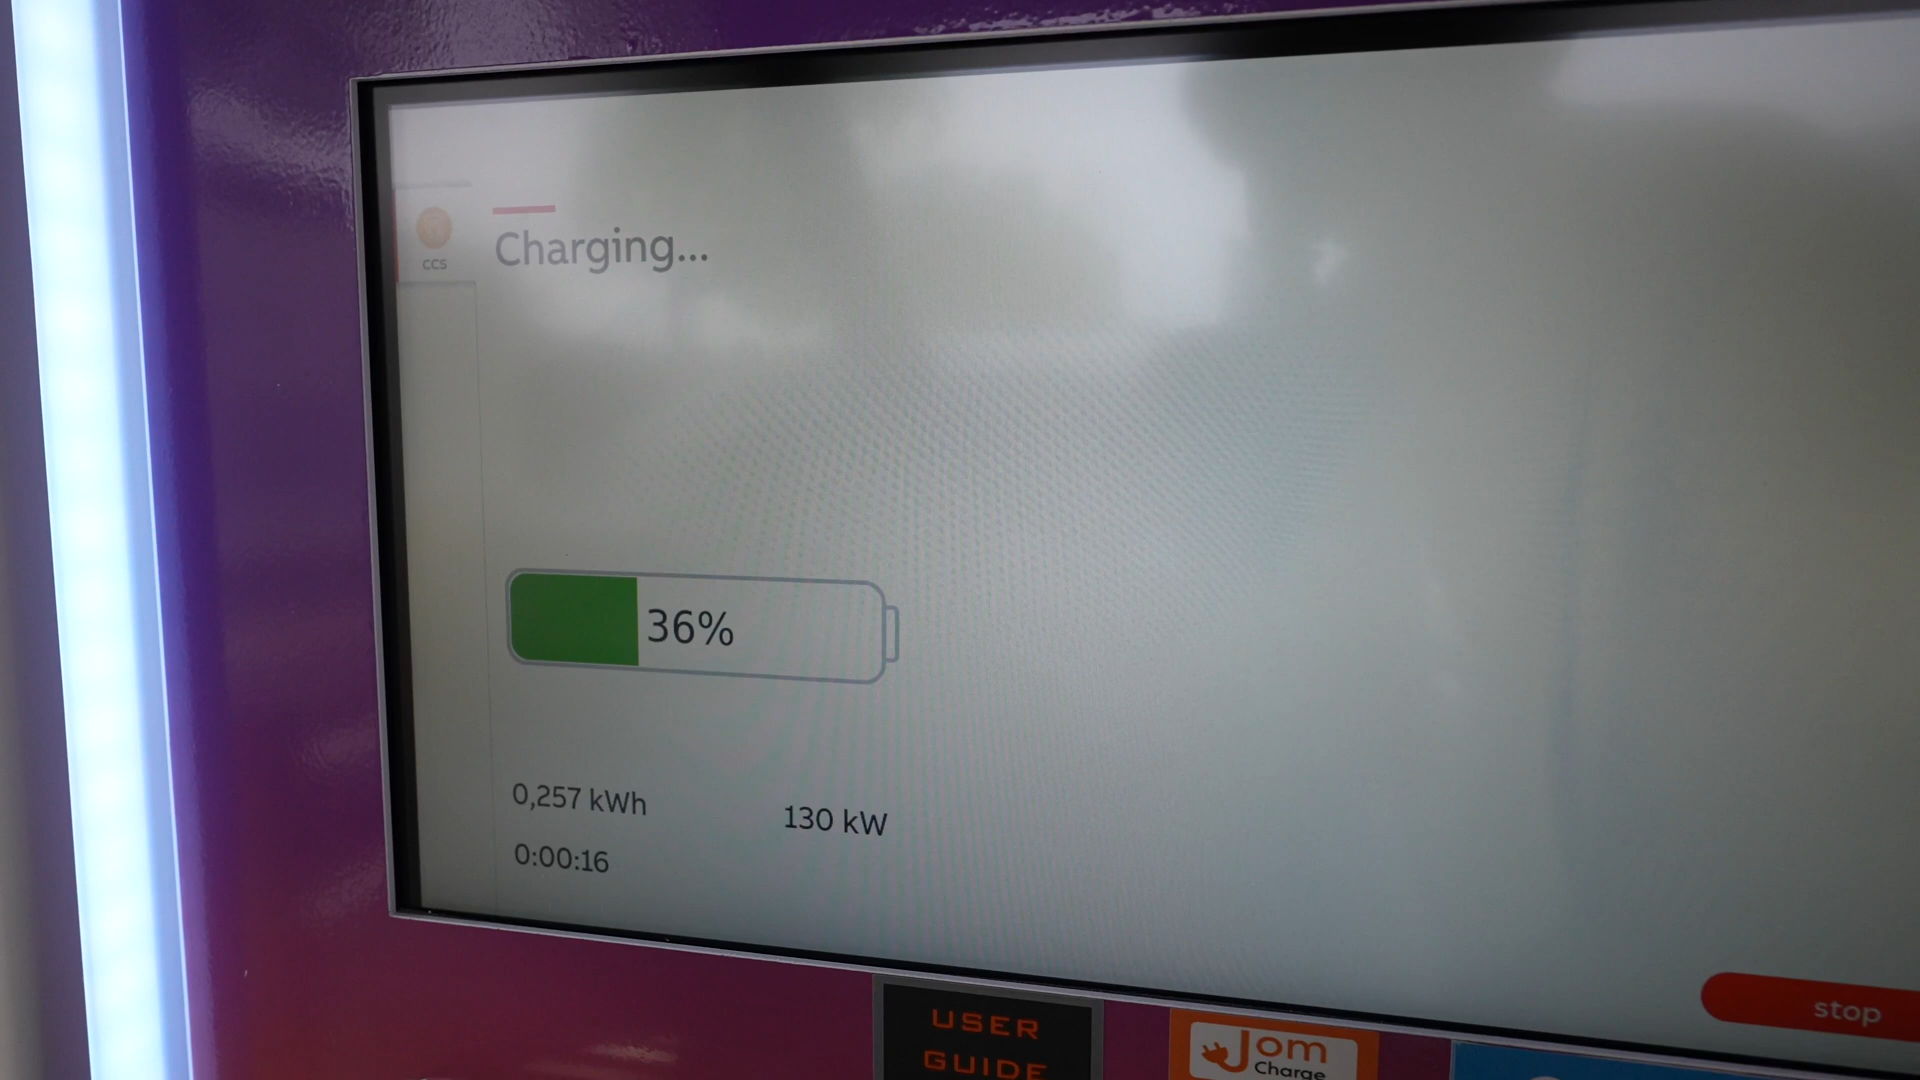 CCS
Charging...
36%
0,257 kWh
130 kW
0:00:16
stop
USER
GUIDE
Jom
Charge